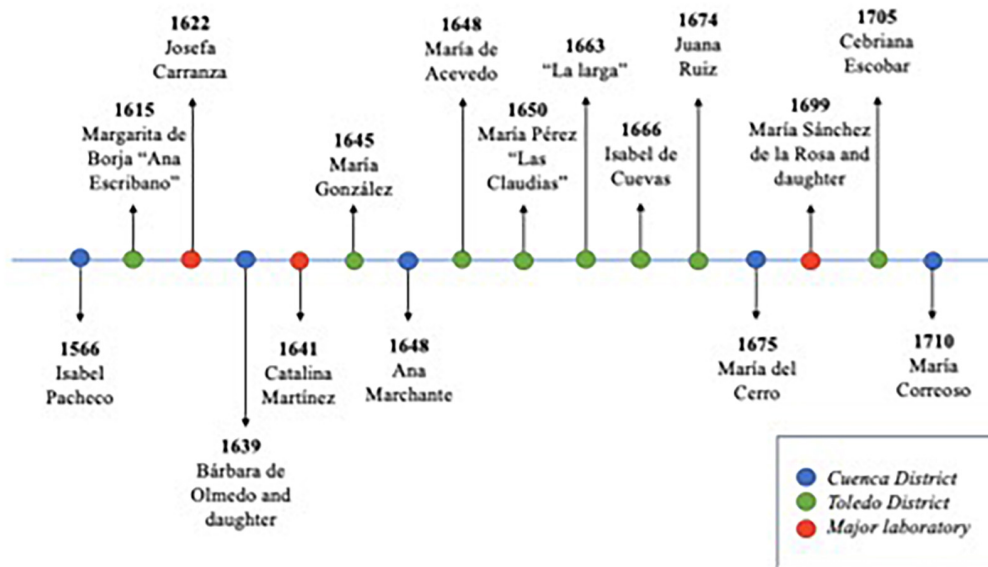 1622
Josefa
Carranza
1648
María de
Acevedo
1663
“La larga”
1674
Juana
Ruiz
1705
Cebriana
Escobar
1615
Margarita de
Borja “Ana
Escribano”
1645
María
González
1650
María Pérez
“Las
Claudias”
1666
Isabel de
Cuevas
1699
María Sánchez
de la Rosa and
daughter
1566
Isabel
Pacheco
1639
Bárbara de
Olmedo and
daughter
1641
Catalina
Martínez
1648
Ana
Marchante
1675
María del
Cerro
1710
María
Correoso
Cuenca District
Toledo District
Major laboratory